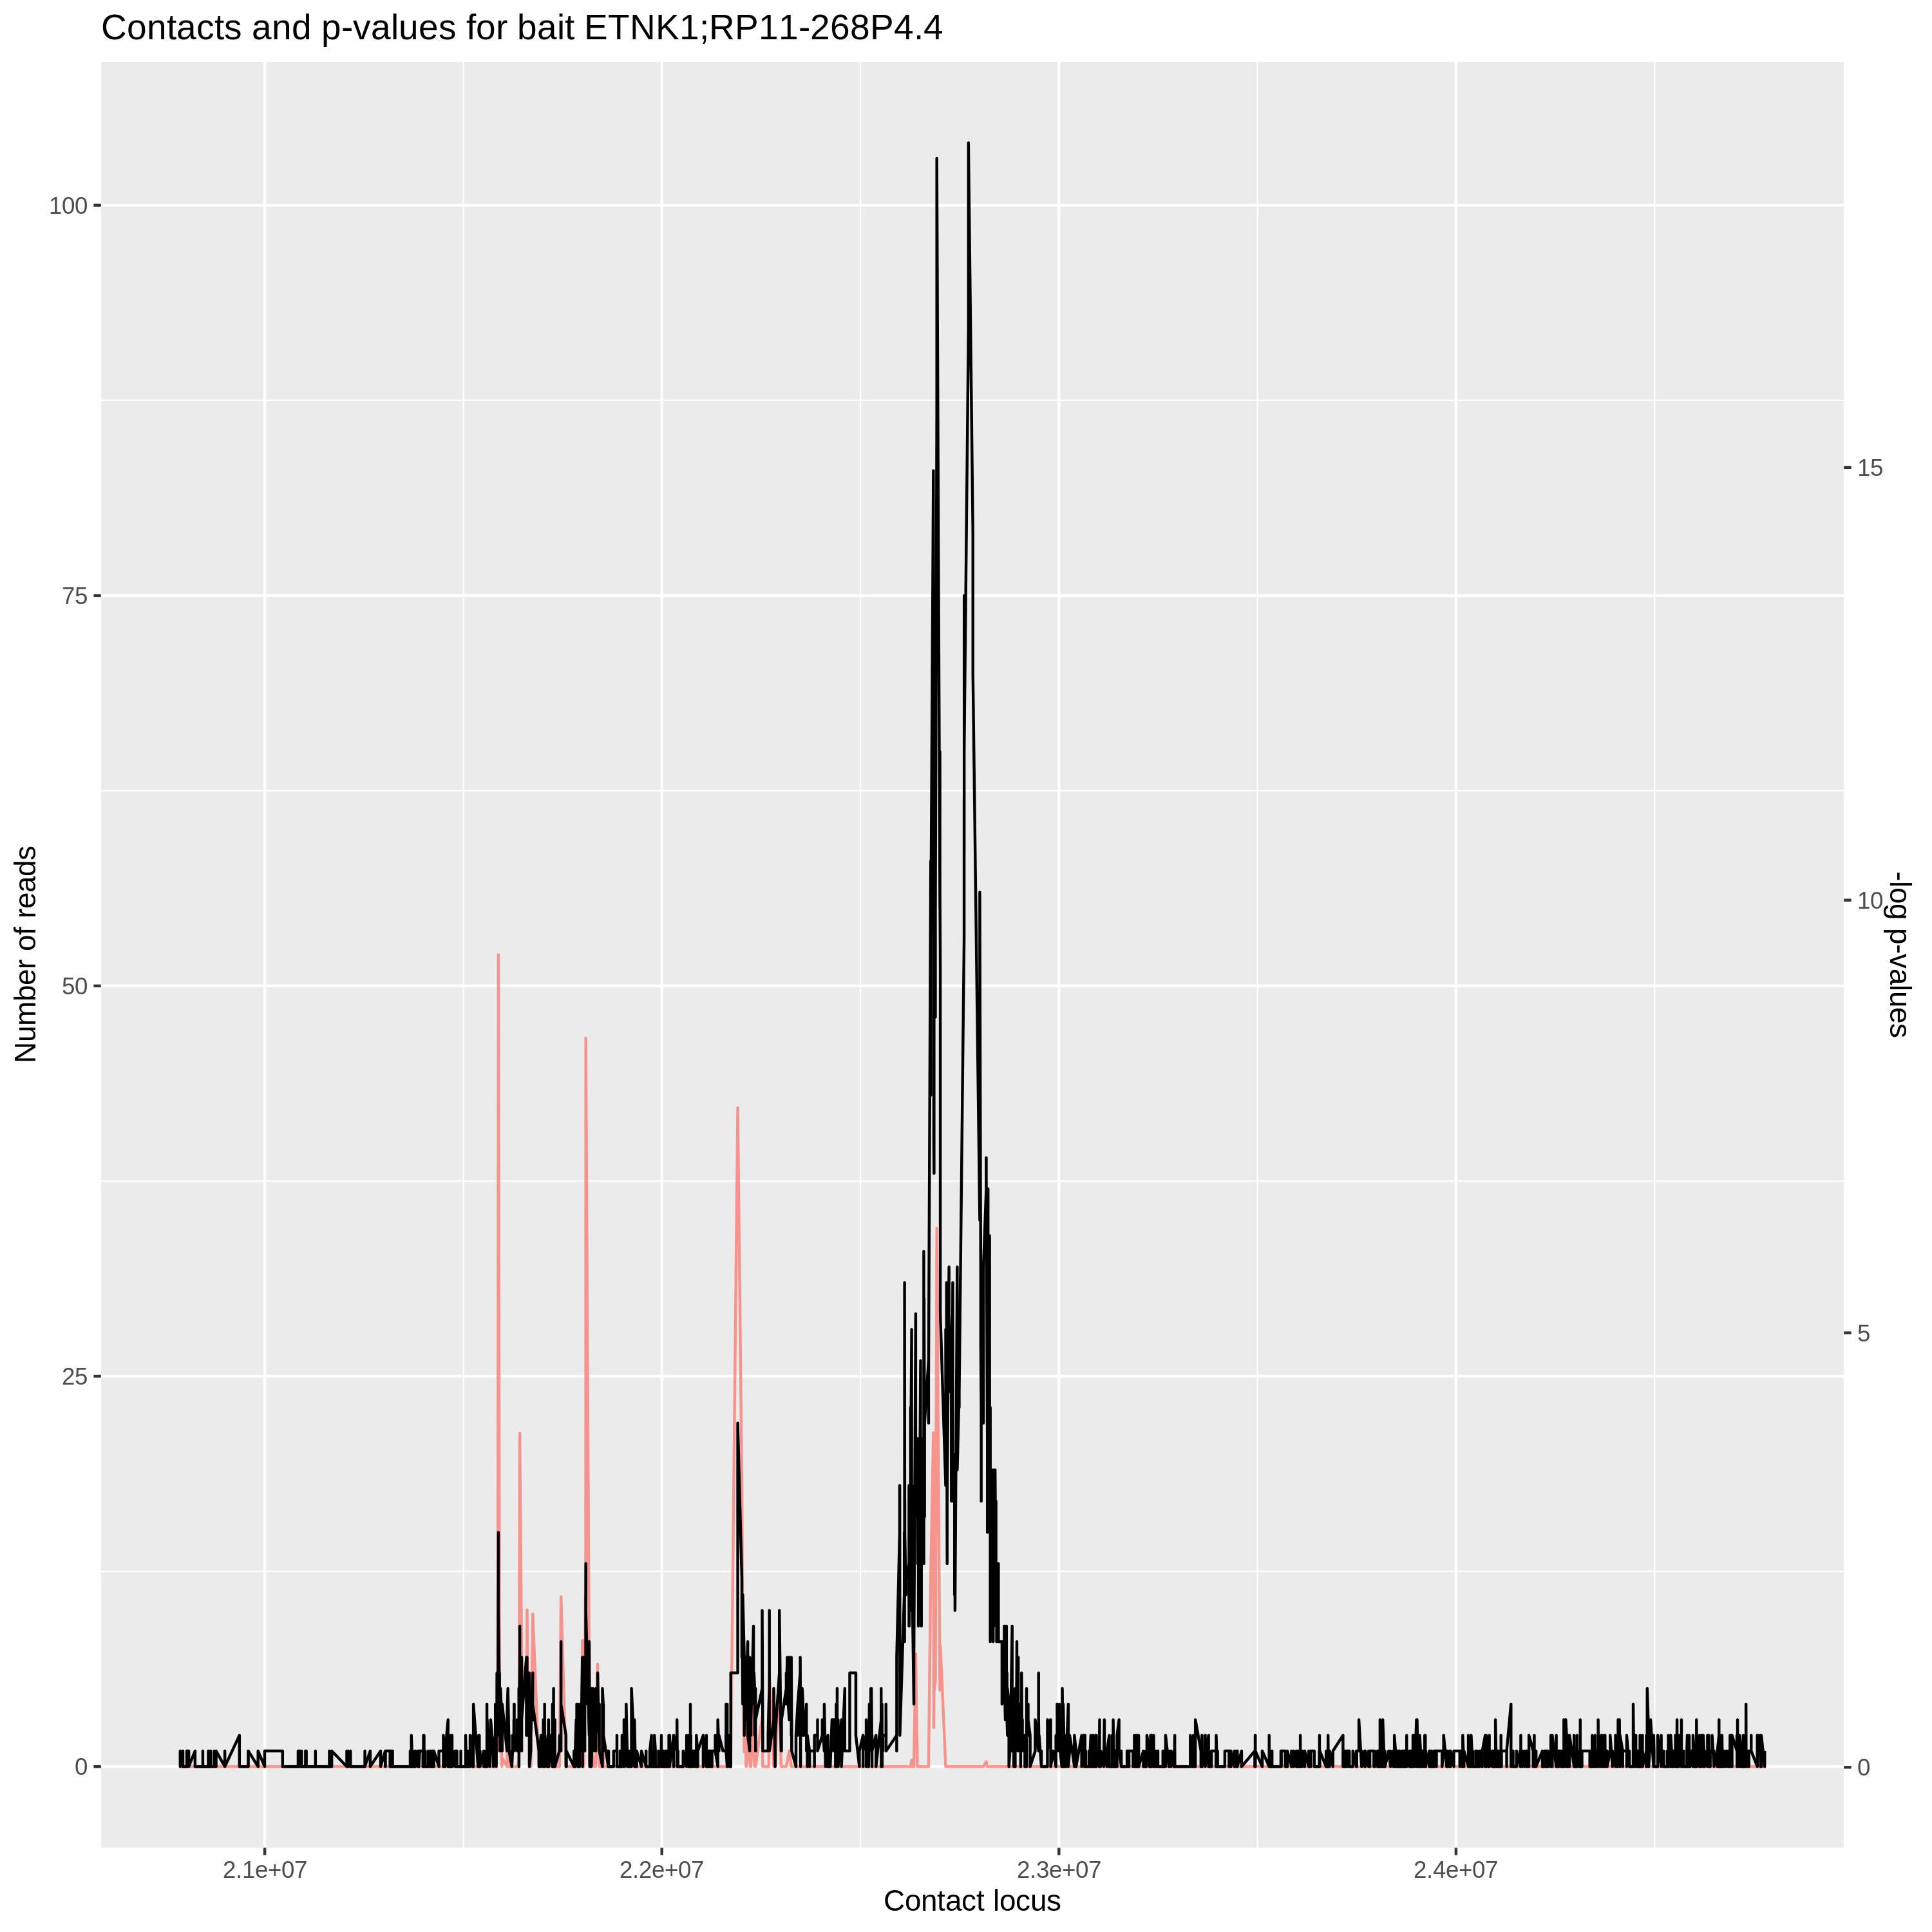 Contacts and p-values for bait ETNK1;RP11-268P4.4
100
75
50
25
0
Number of reads
15
10
5
0
-log p-values
2.1e+07
2.2e+07
2.3e+07
2.4e+07
Contact locus